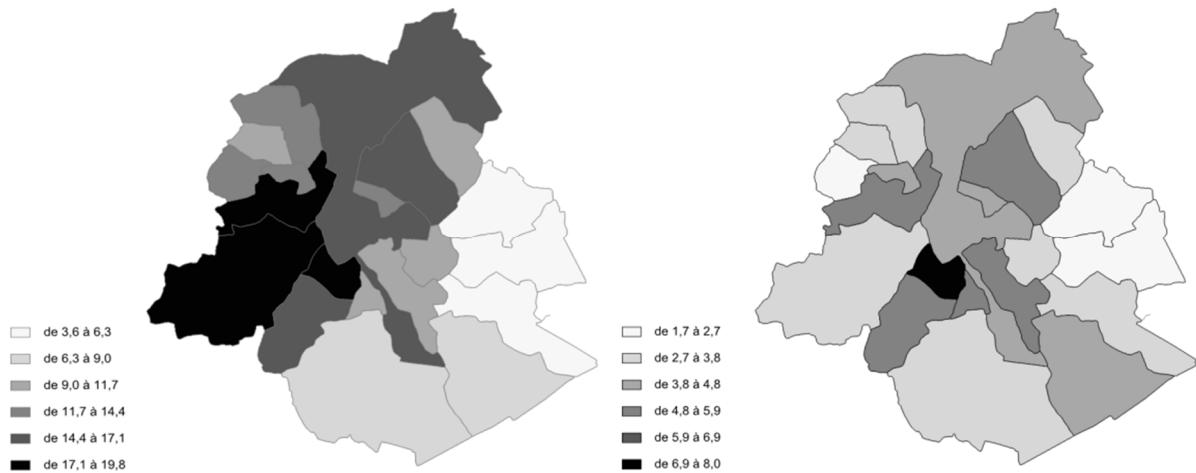 de 3,6 à 6,3
de 6,3 à 9,0
de 9,0 à 11,7
de 11,7 à 14,4
de 14,4 à 17,1
de 17,1 à 19,8
de 1,7 à 2,7
de 2,7 à 3,8
de 3,8 à 4,8
de 4,8 à 5,9
de 5,9 à 6,9
de 6,9 à 8,0